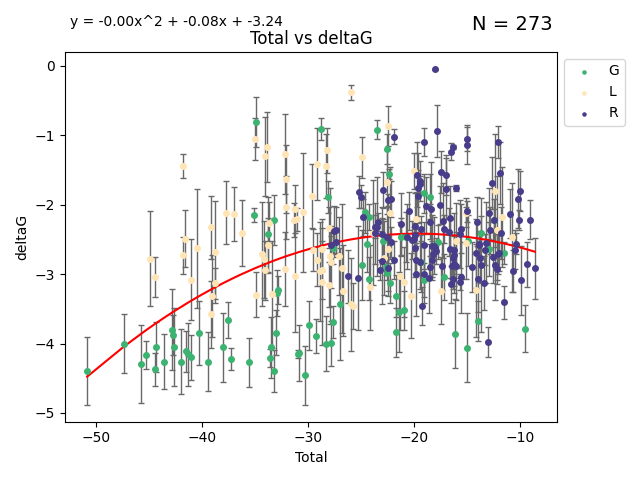 y = -0.00x^2 + -0.08x + -3.24
N = 273
Total vs deltaG
G
L
R
deltaG
0
−1
−2
−3
−4
−5
−50 −40 −30 −20 −10
Total